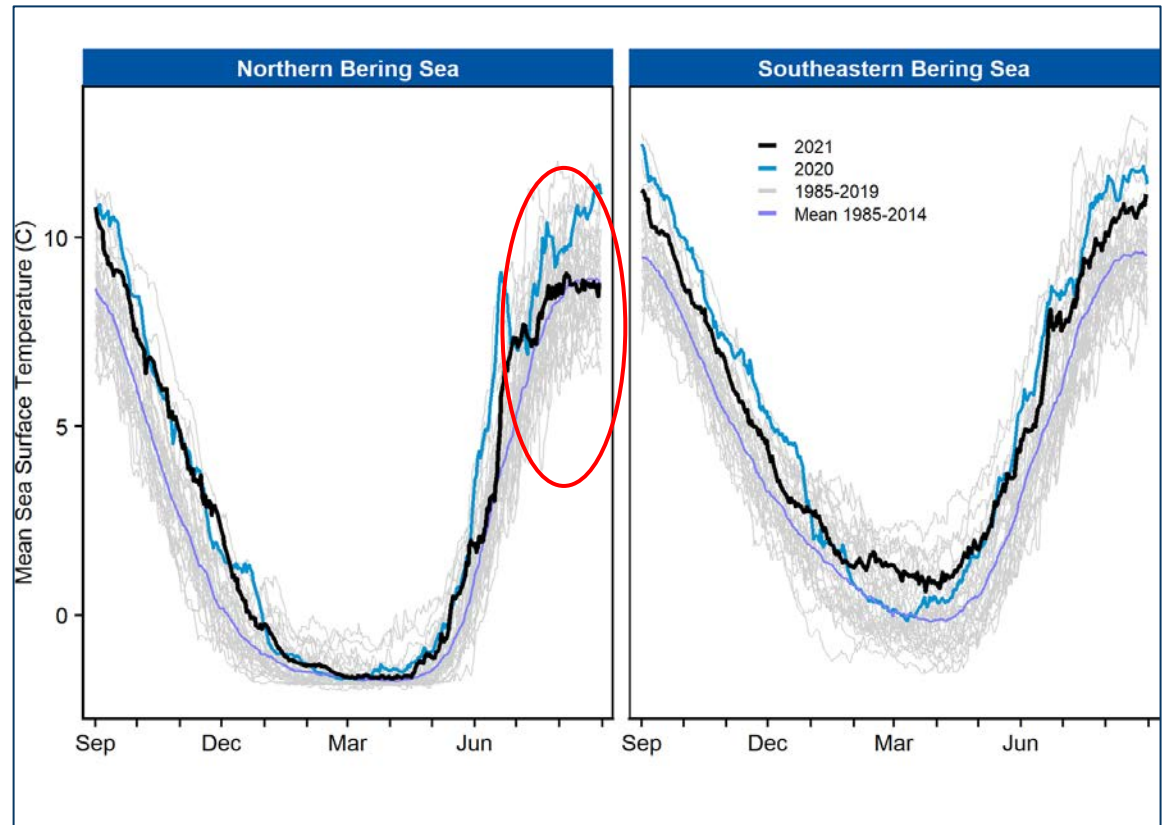 Northern Bering Sea
Southeastern Bering Sea
2021
2020
1985-2019
Mean 1985-2014
Mean Sea Surface Temperature (C)
10
5
0
Sep
Dec
Mar
Jun
Sep
Dec
Mar
Jun